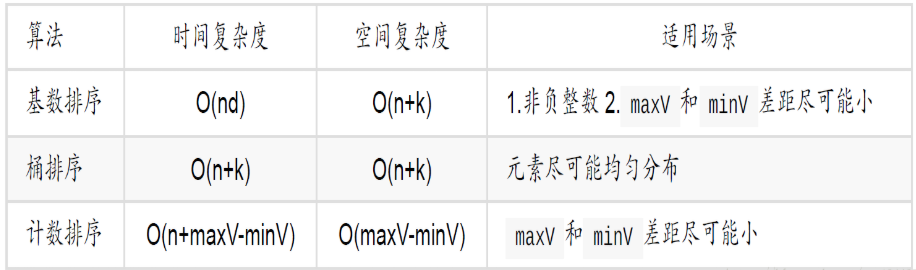 算法 时间复杂度 空间复杂度 适用场景
基数排序 O(nd) O(n+k) 1.非负整数 2. maxV 和 minV 差距尽可能小
桶排序 O(n+k) O(n+k) 元素尽可能均匀分布
计数排序 O(n+maxV-minV) O(maxV-minV) maxV 和 minV 差距尽可能小